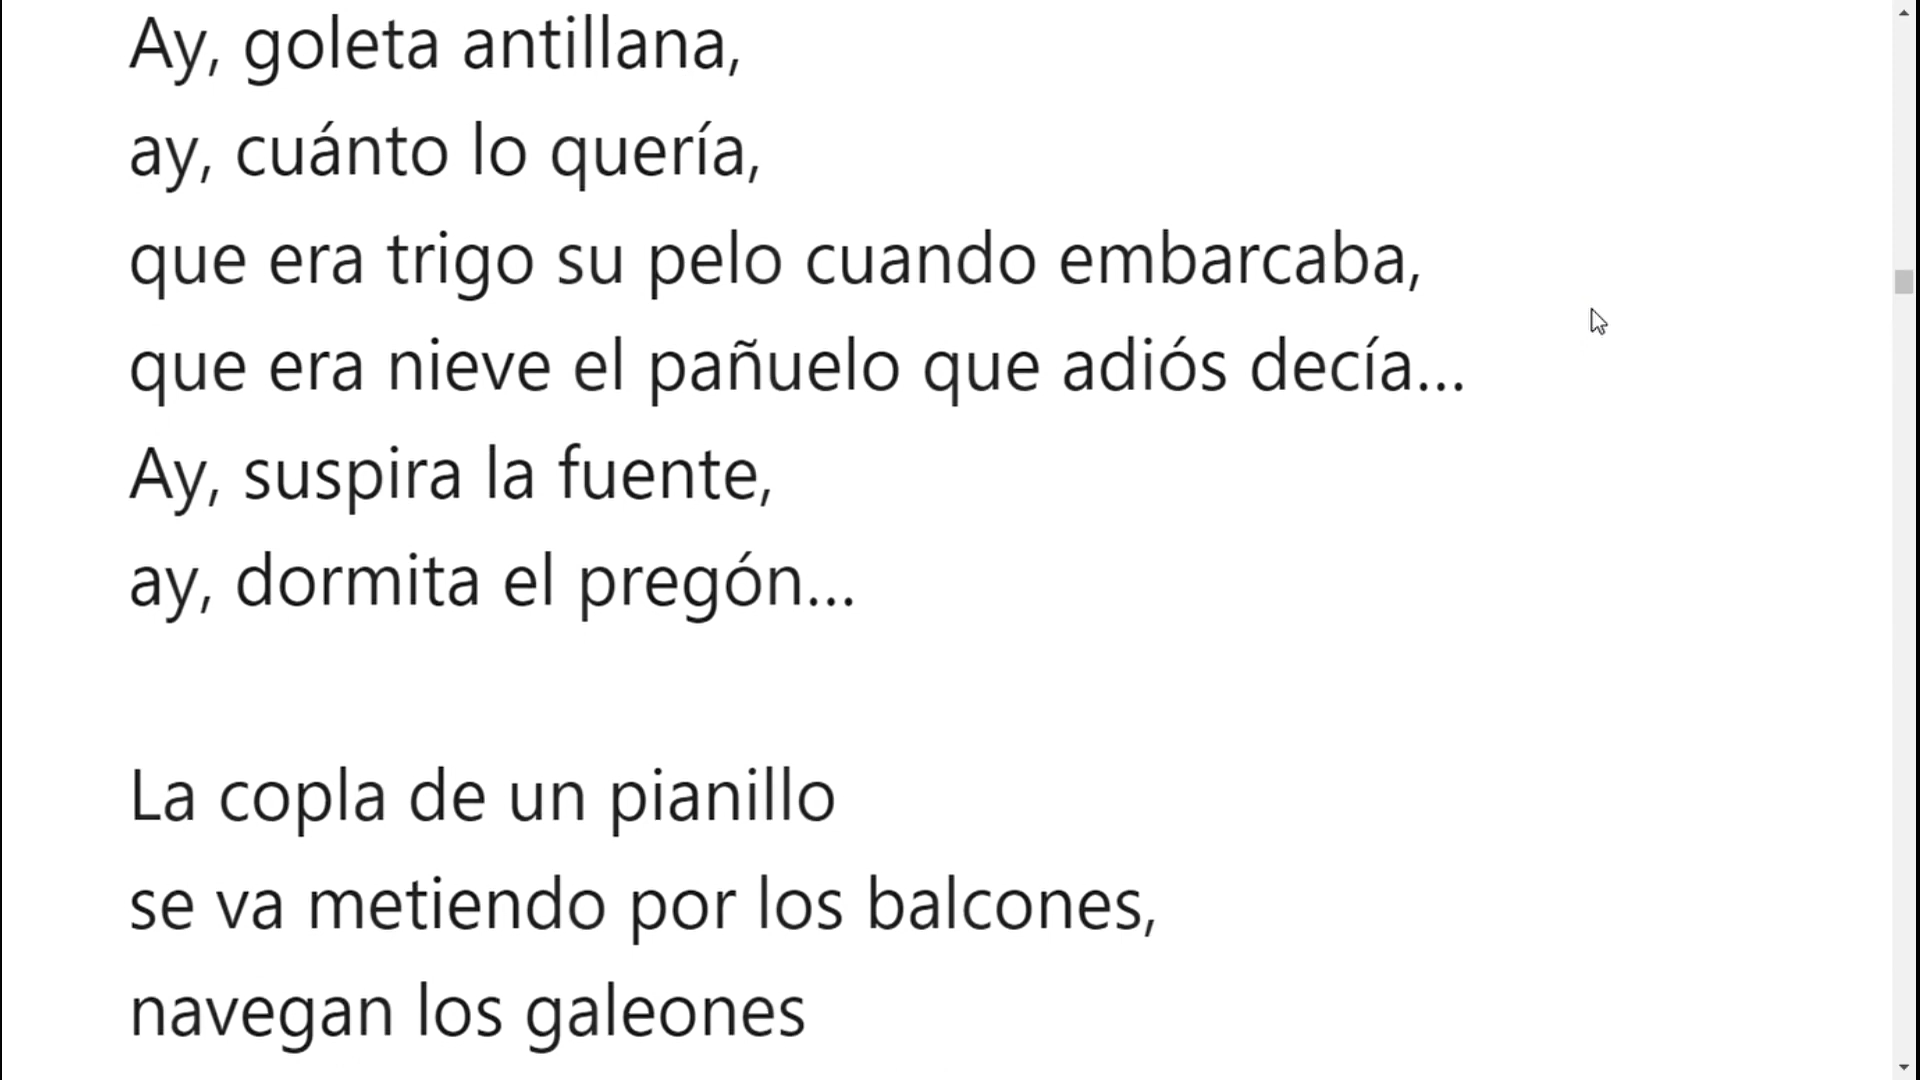 Ay, goleta antillana,
ay, cuánto lo quería,
que era trigo su pelo cuando embarcaba,
que era nieve el pañuelo que adiós decía...
Ay, suspira la fuente,
ay, dormita el pregón...
La copla de un pianillo
se va metiendo por los balcones,
navegan los galeones